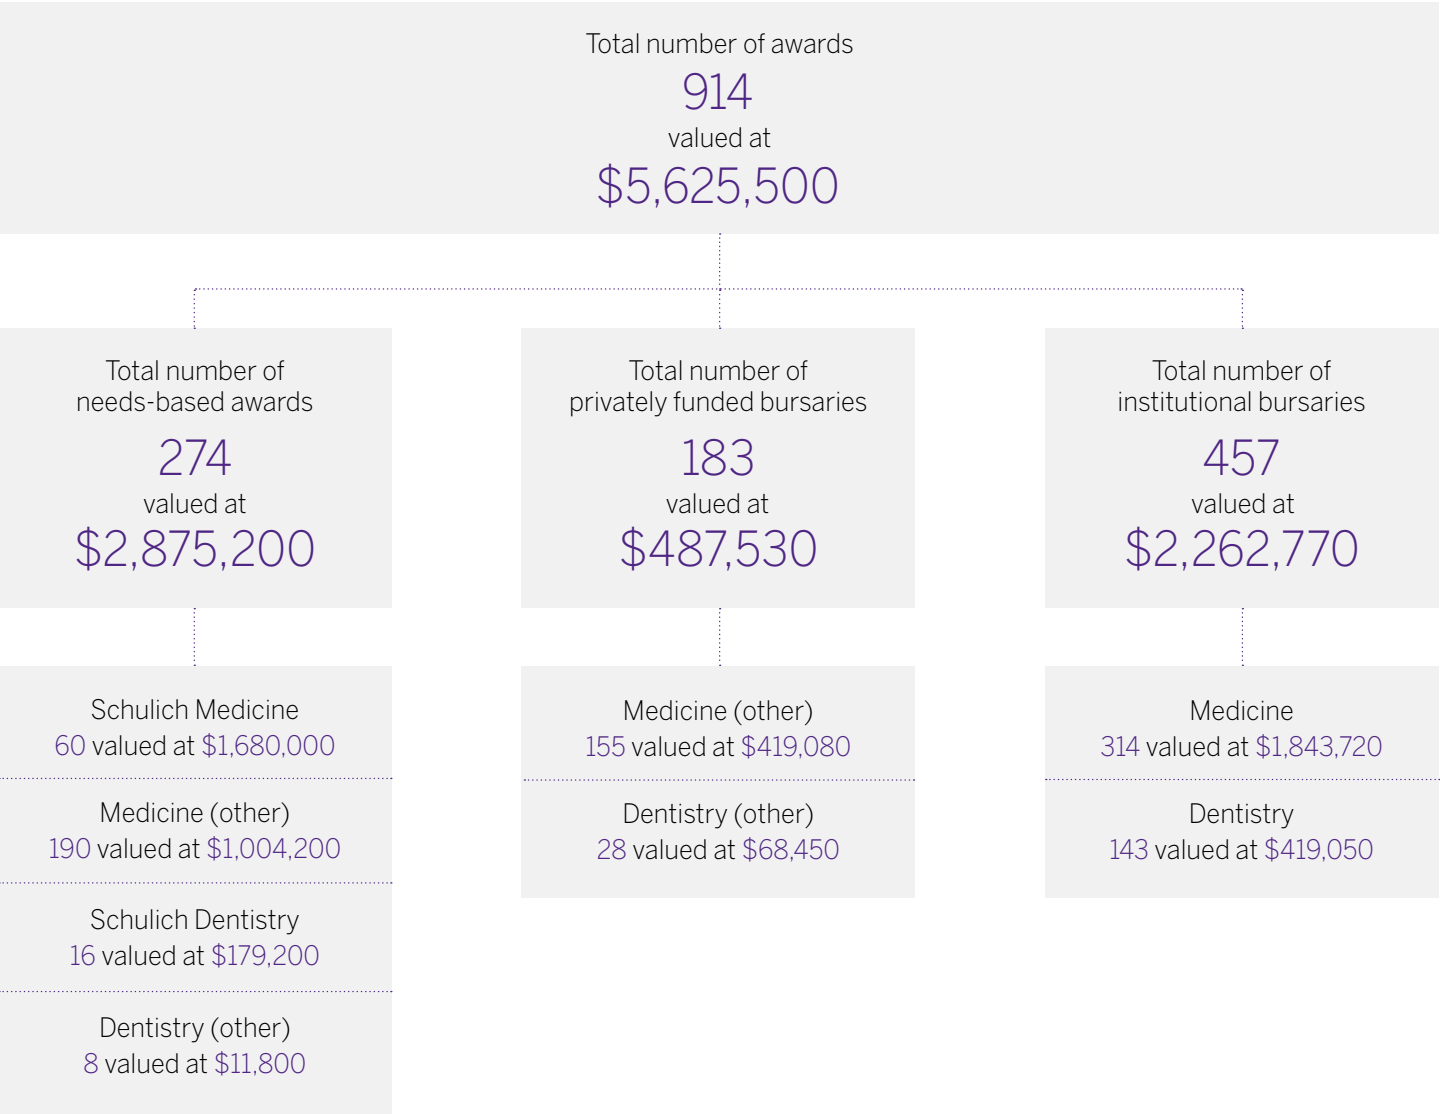 Total number of awards
914
valued at
$5,625,500
Total number of
needs-based awards
274
valued at
$2,875,200
Total number of
privately funded bursaries
183
valued at
$487,530
Total number of
institutional bursaries
457
valued at
$2,262,770
Schulich Medicine
60 valued at $1,680,000
Medicine (other)
190 valued at $1,004,200
Schulich Dentistry
16 valued at $179,200
Dentistry (other)
8 valued at $11,800
Medicine (other)
155 valued at $419,080
Dentistry (other)
28 valued at $68,450
Medicine
314 valued at $1,843,720
Dentistry
143 valued at $419,050